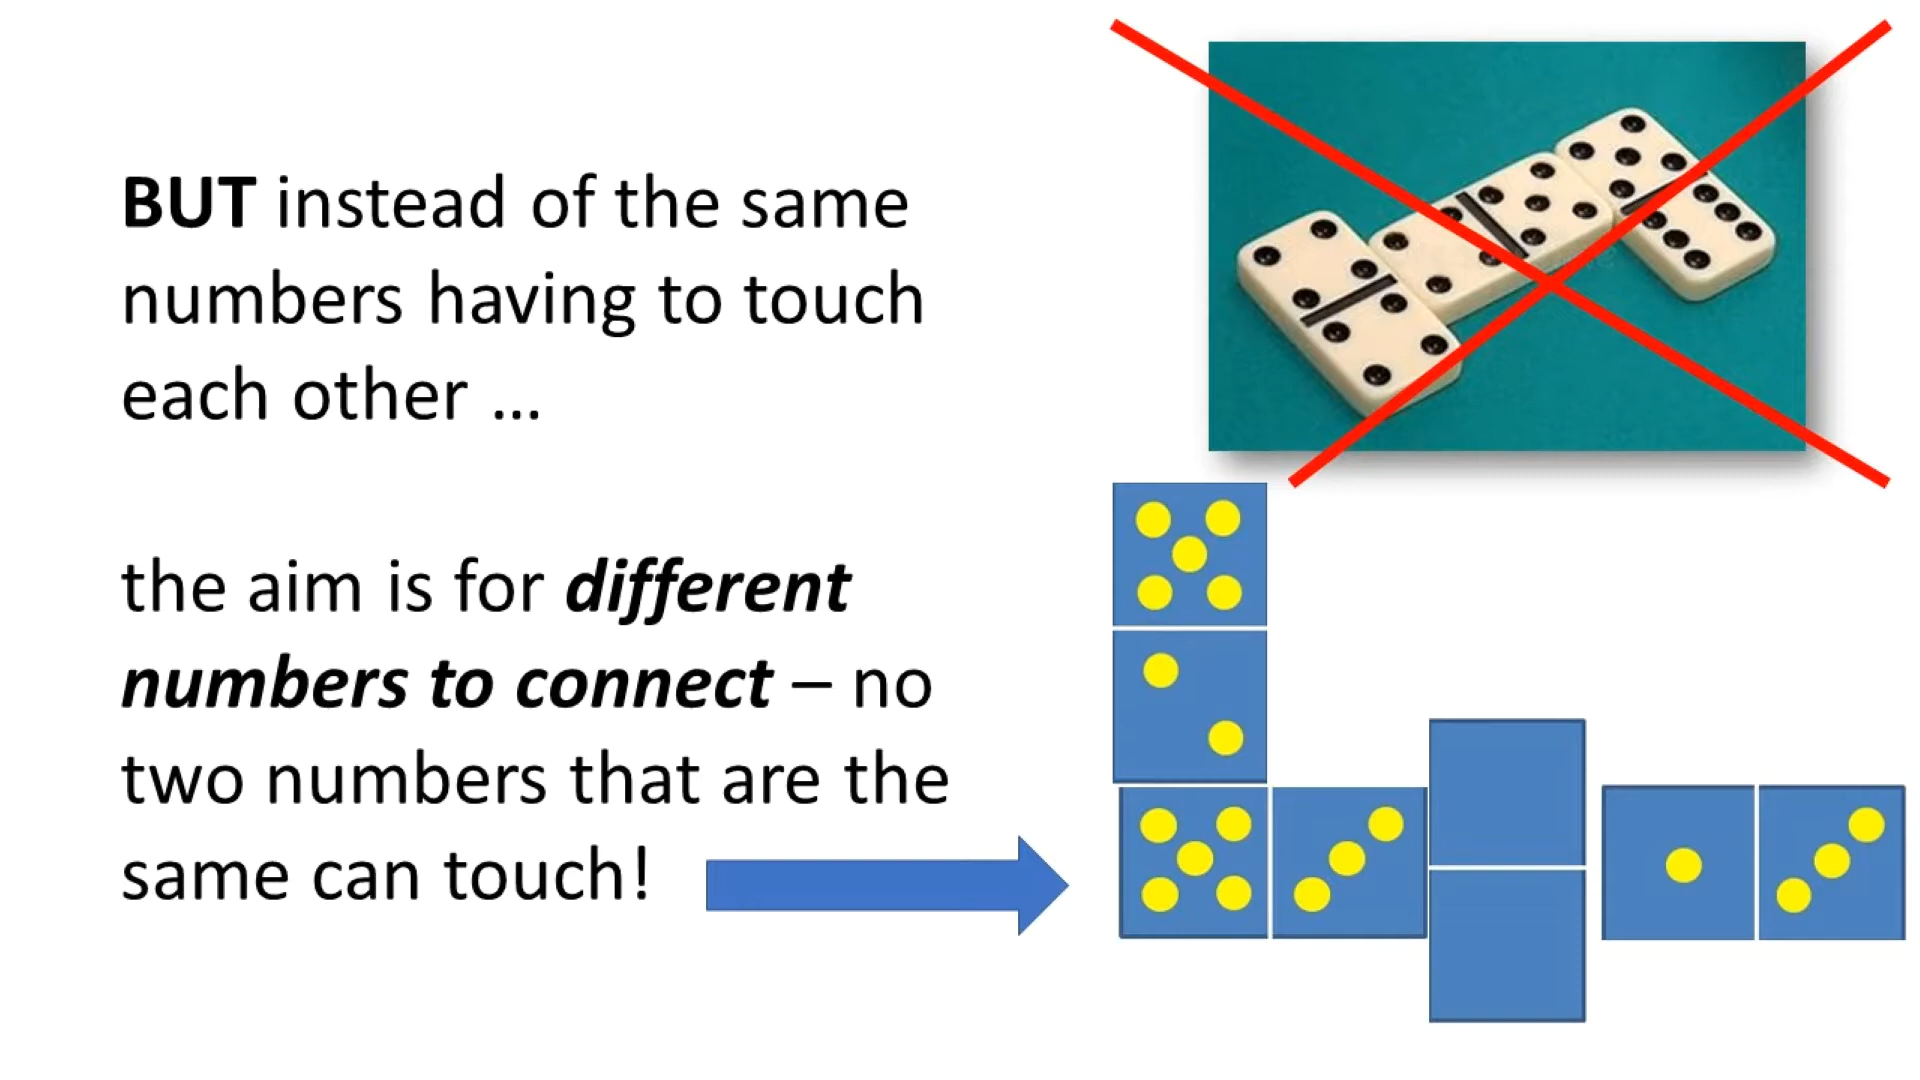 BUT instead of the same
numbers having to touch
each other ...
the aim is for different
numbers to connect – no
two numbers that are the
same can touch!